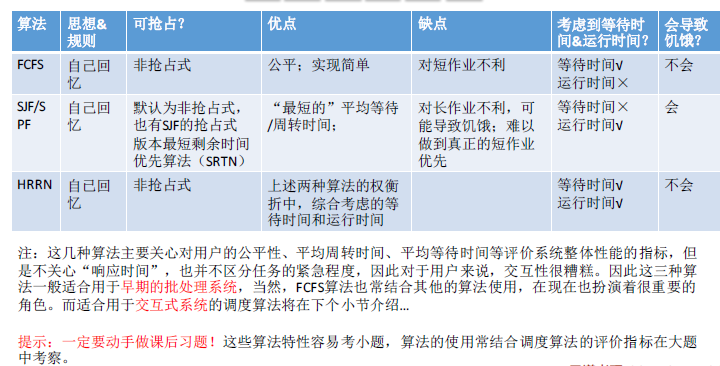 算法 思想& 可抢占？ 优点 缺点 考虑到等待时 会导致
规则 间&运行时间？ 饥饿？
FCFS 自己回 非抢占式 公平；实现简单 对短作业不利 等待时间√ 不会
忆 运行时间×
SJF/S 自己回 默认为非抢占式， “最短的”平均等待 对长作业不利，可 等待时间× 会
PF 忆 也有SJF的抢占式 /周转时间； 能导致饥饿；难以 运行时间√
版本最短剩余时间 做到真正的短作业
优先算法（SRTN） 优先
HRRN 自己回 非抢占式 上述两种算法的权衡 等待时间√ 不会
忆 折中，综合考虑的等 运行时间√
待时间和运行时间
注：这几种算法主要关心对用户的公平性、平均周转时间、平均等待时间等评价系统整体性能的指标，但
是不关心“响应时间”，也并不区分任务的紧急程度，因此对于用户来说，交互性很糟糕。因此这三种算
法一般适合用于早期的批处理系统，当然，FCFS算法也常结合其他的算法使用，在现在也扮演着很重要的
角色。而适合用于交互式系统的调度算法将在下个小节介绍...
提示：一定要动手做课后习题！这些算法特性容易考小题，算法的使用常结合调度算法的评价指标在大题
中考察。